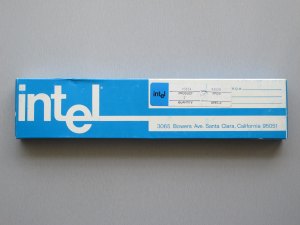 intel
intel
PRODUCT
QUANTITY
3065 Bowers Ave. Santa Clara, California 95051